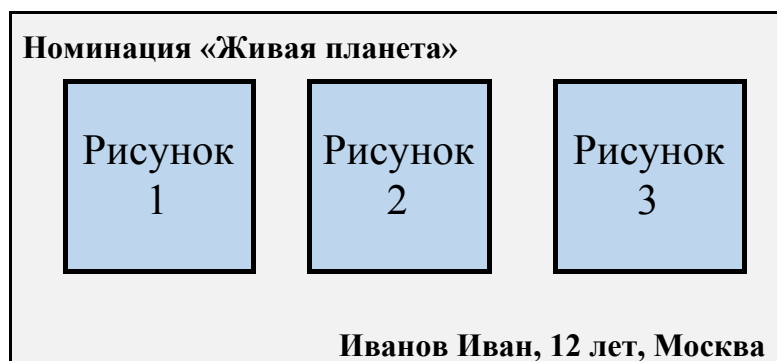 Номинация «Живая планета»
Рисунок
1
Рисунок
2
Рисунок
3
Иванов Иван, 12 лет, Москва